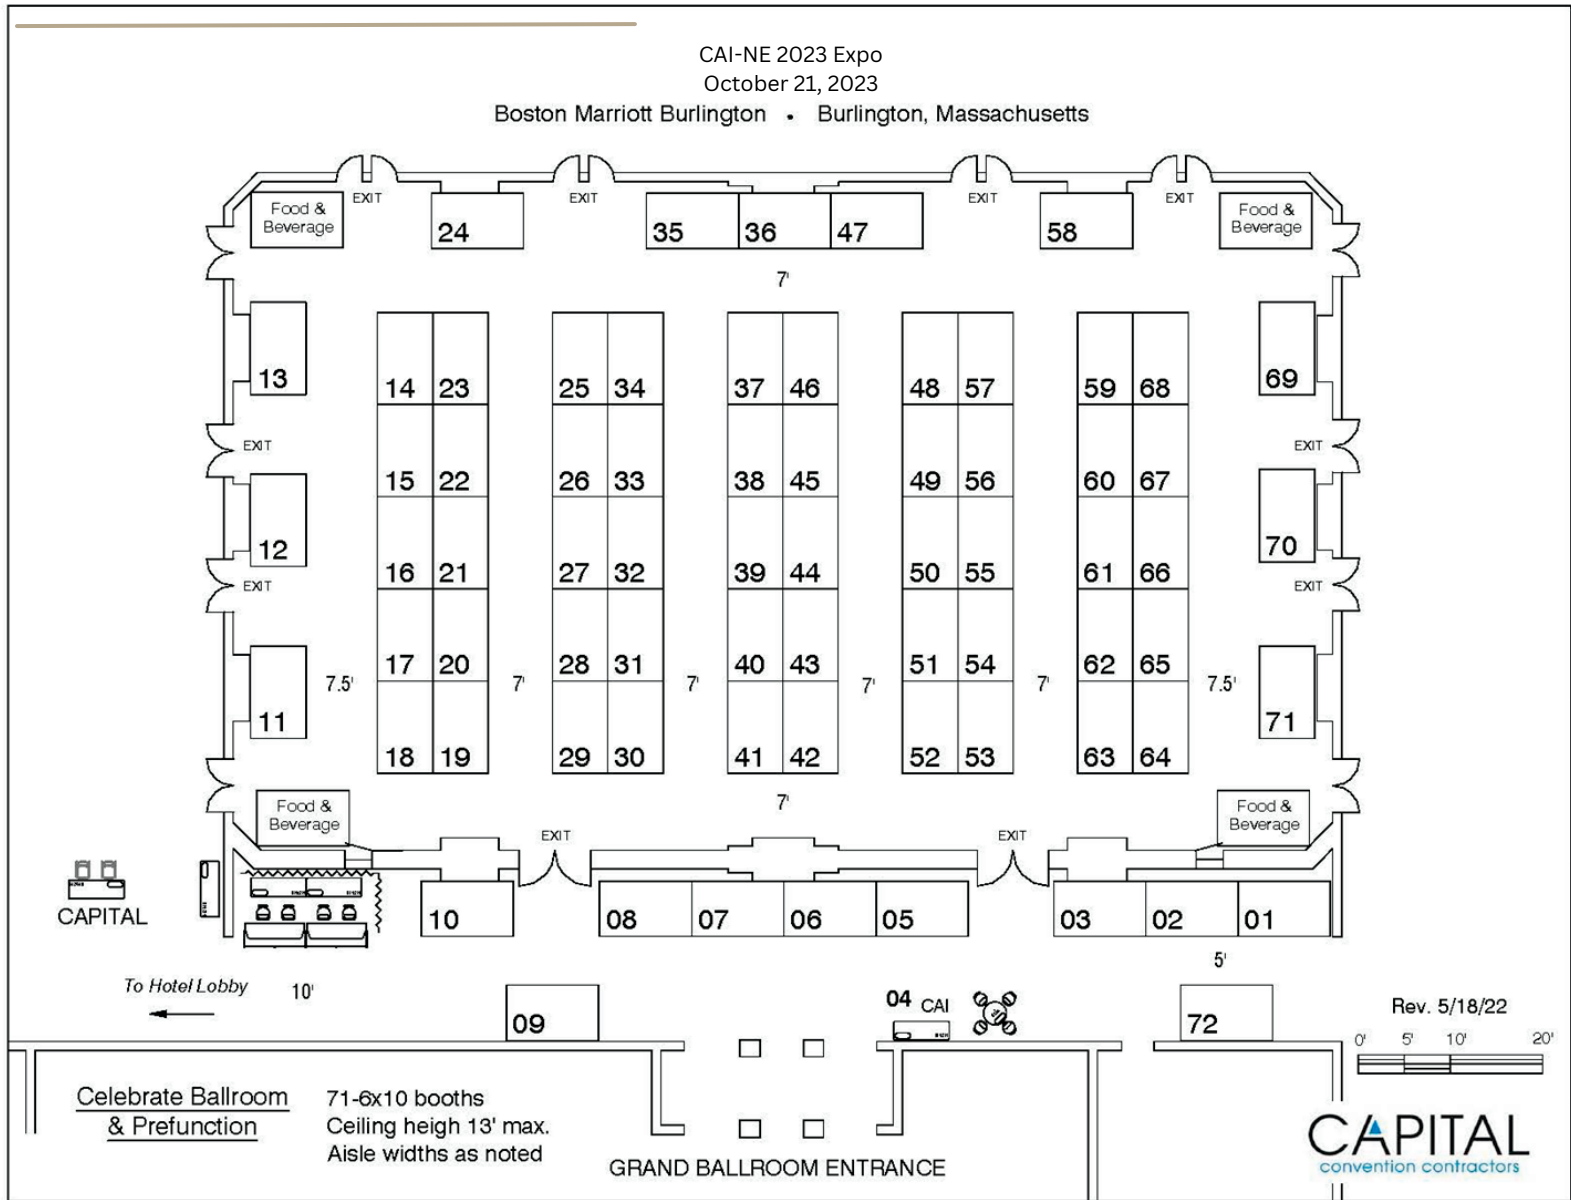 CAI-NE 2023 Expo
October 21, 2023
Boston Marriott Burlington • Burlington, Massachusetts
EXIT EXIT EXIT EXIT
Food &
Beverage
24 35 36 47 58
Food &
Beverage
7'
13 69
14 23 25 34 37 46 48 57 59 68
EXIT EXIT
15 22 26 33 38 45 49 56 60 67
12 70
16 21 27 32 39 44 50 55 61 66
EXIT EXIT
17 20 28 31 40 43 51 54 62 65
7.5' 7' 7' 7' 7' 7.5'
11 71
18 19 29 30 41 42 52 53 63 64
7'
Food &
Beverage
Food &
Beverage
EXIT EXIT
CAPITAL
10 08 07 06 05 03 02 01
5'
To Hotel Lobby 10'
09
04 CAI
72
Rev. 5/18/22
0' 5' 10' 20'
Celebrate Ballroom
& Prefunction
71-6x10 booths
Ceiling heigh 13' max.
Aisle widths as noted
GRAND BALLROOM ENTRANCE
CAPITAL
convention contractors